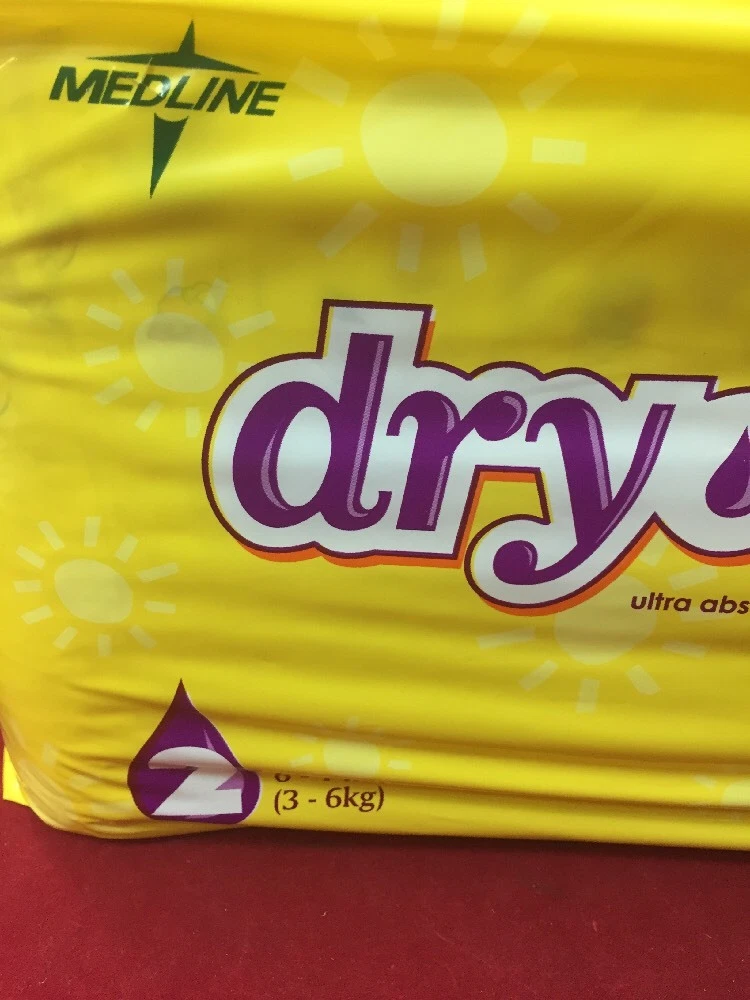 MEDLINE
dry
ultra abs
2
(3 - 6kg)